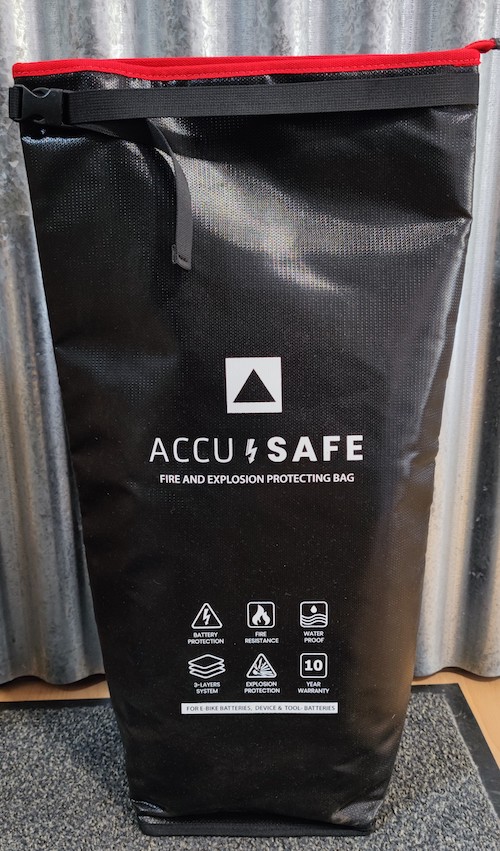 ACCU SAFE
FIRE AND EXPLOSION PROTECTING BAG
BATTERY
PROTECTION
FIRE
RESISTANCE
WATER
PROOF
3-LAYERS
SYSTEM
EXPLOSION
PROTECTION
10
YEAR
WARRANTY
FOR E-BIKE BATTERIES, DEVICE & TOOL- BATTERIES